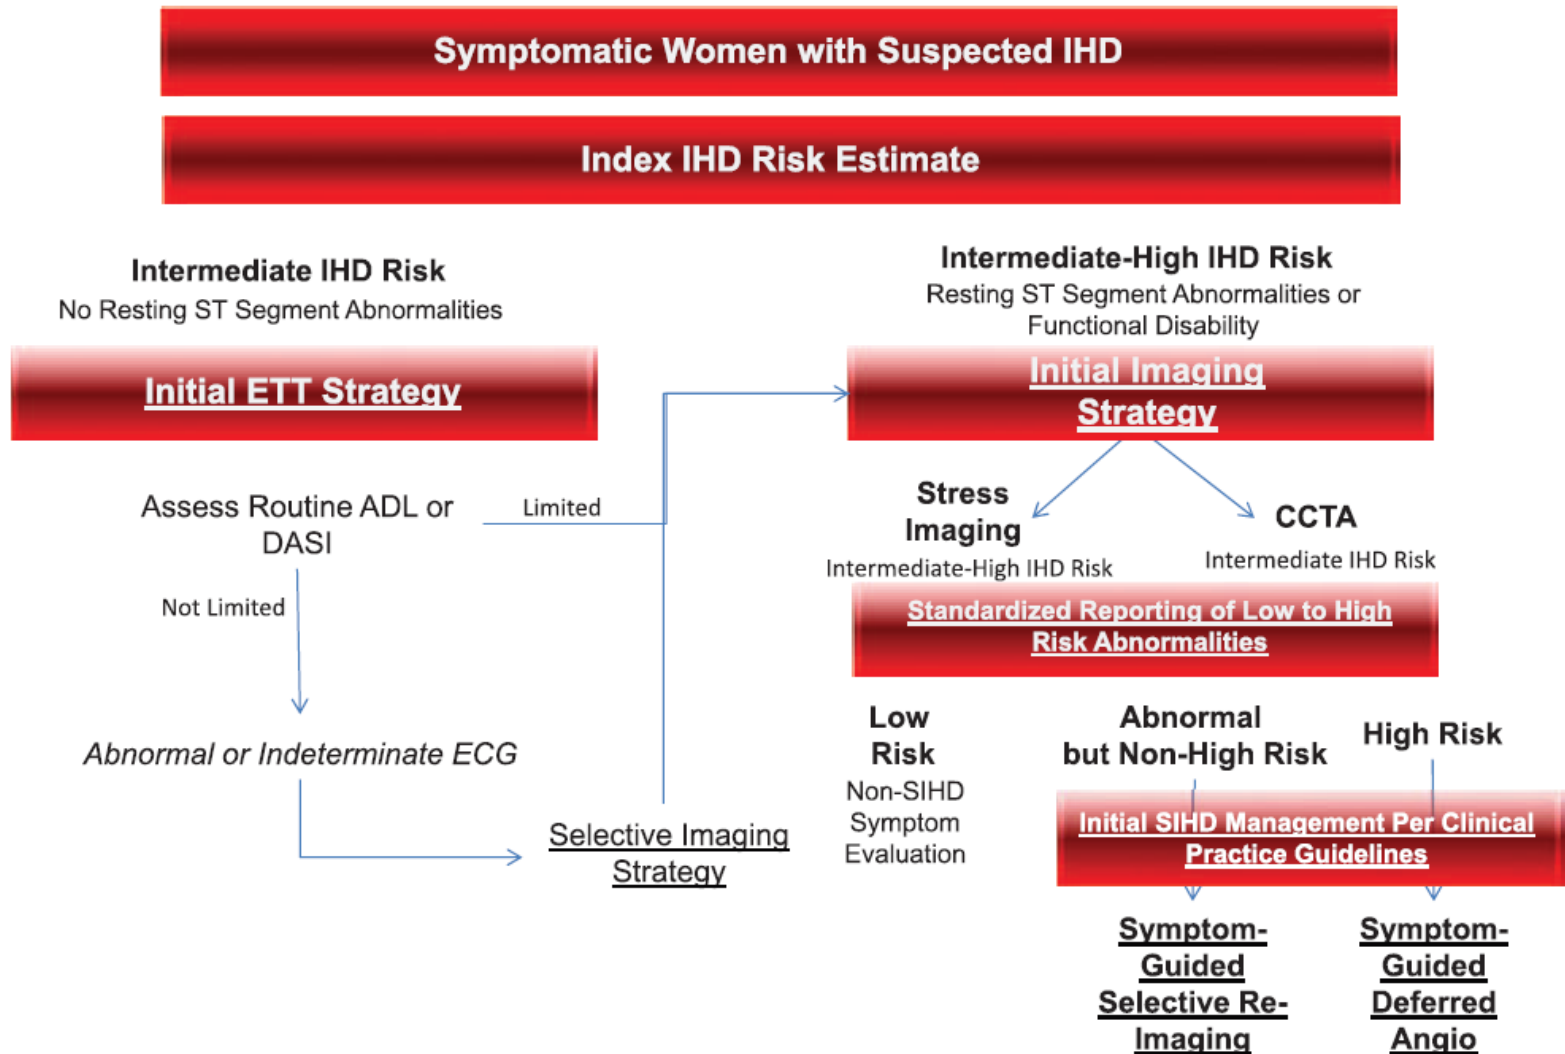 Symptomatic Women with Suspected IHD
Index IHD Risk Estimate
Intermediate IHD Risk
No Resting ST Segment Abnormalities
Initial ETT Strategy
Assess Routine ADL or
DASI
Limited
Not Limited
Abnormal or Indeterminate ECG
Selective Imaging
Strategy
Intermediate-High IHD Risk
Resting ST Segment Abnormalities or
Functional Disability
Initial Imaging
Strategy
Stress
Imaging
Intermediate-High IHD Risk
CCTA
Intermediate IHD Risk
Standardized Reporting of Low to High
Risk Abnormalities
Low
Risk
Non-SIHD
Symptom
Evaluation
Abnormal
but Non-High Risk
High Risk
Initial SIHD Management Per Clinical
Practice Guidelines
Symptom-
Guided
Selective Re-
Imaging
Symptom-
Guided
Deferred
Angio